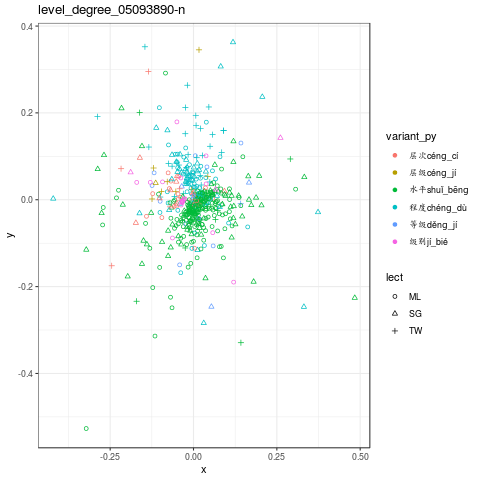 level_degree_05093890-n
0.4
0.2
0.0
-0.2
-0.4
y
-0.25
0.00
0.25
0.50
x
variant_py
层次céng_cì
层级céng_jí
水平shuǐ_bēng
程度chéng_dù
等级děng_jí
级别jí_bié
lect
ML
SG
TW